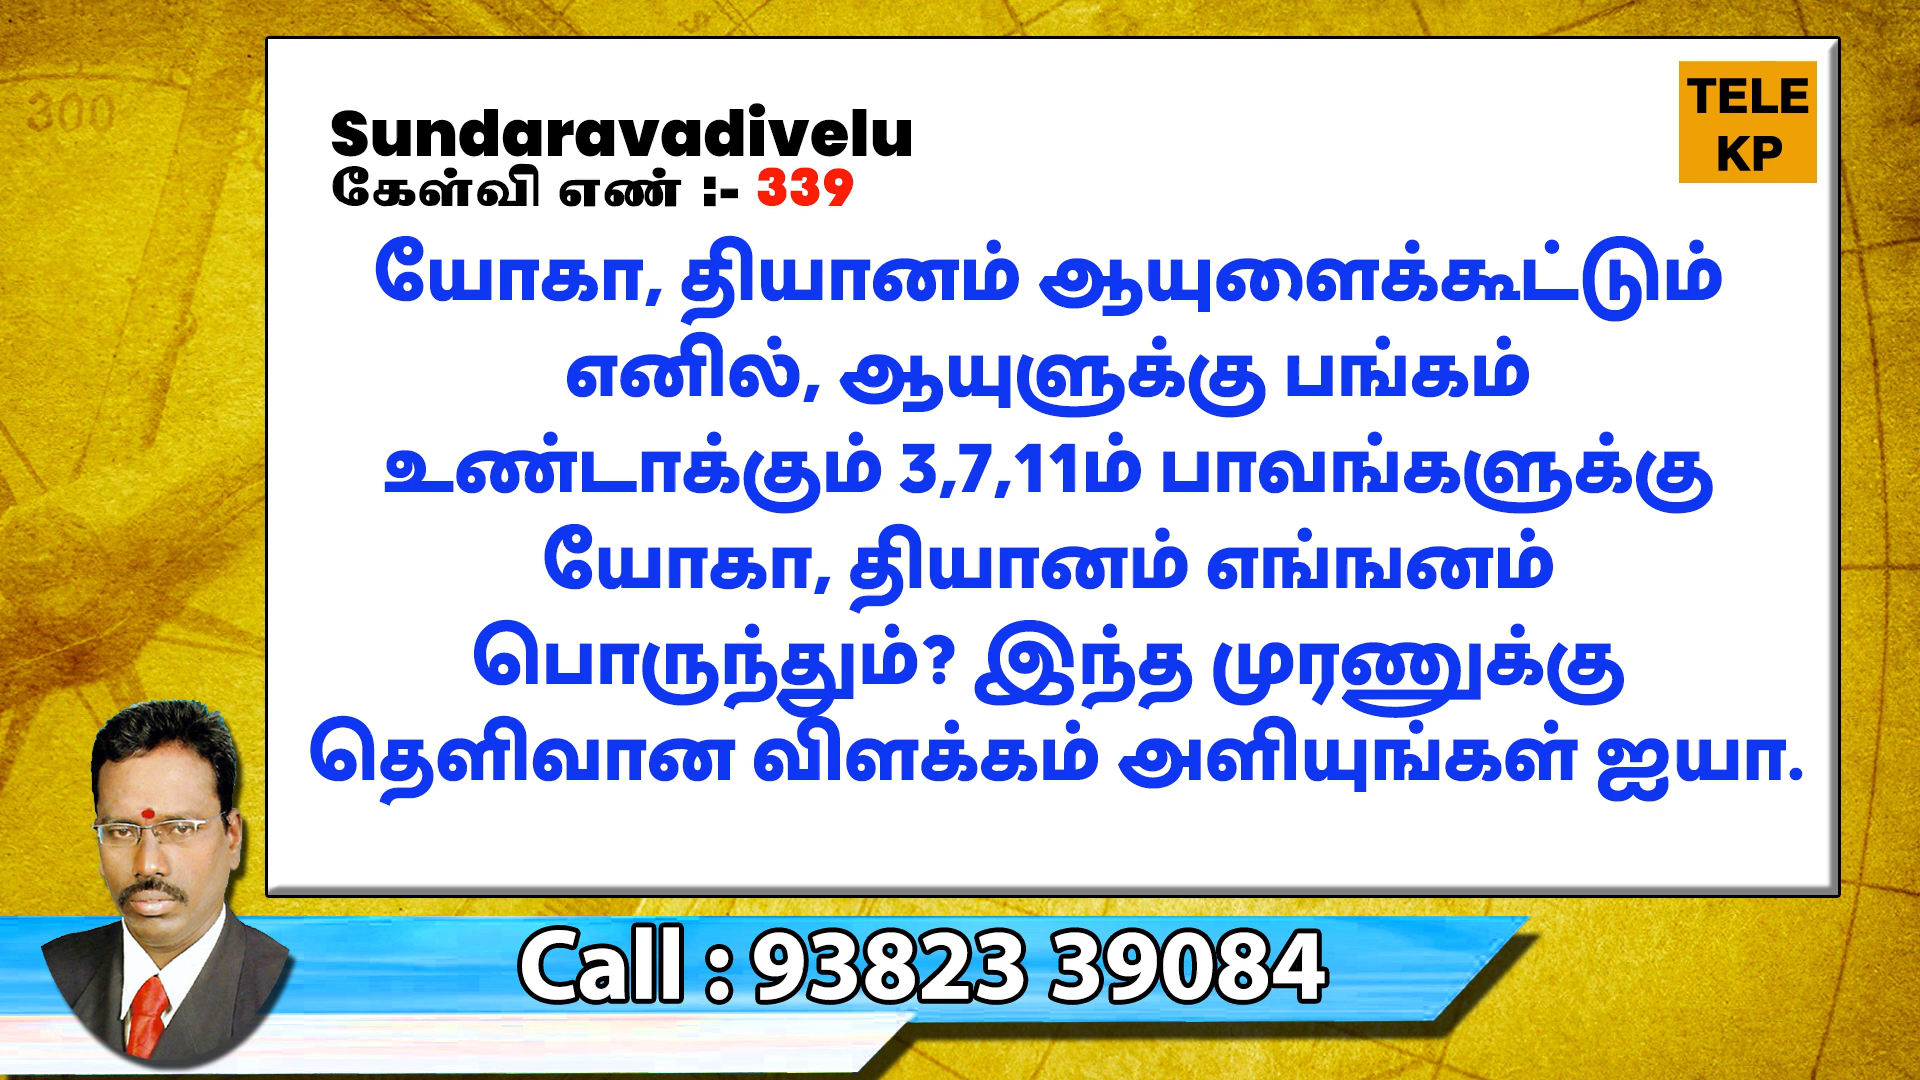 300
TELE
KP
Sundaravadivelu
கேள்வி எண் :- 339
யோகா, தியானம் ஆயுளைக்கூட்டும்
எனில், ஆயுளுக்கு பங்கம்
உண்டாக்கும் 3,7,11ம் பாவங்களுக்கு
யோகா, தியானம் எங்ஙனம்
பொருந்தும்? இந்த முரணுக்கு
தெளிவான விளக்கம் அளியுங்கள் ஐயா.
Call : 93823 39084